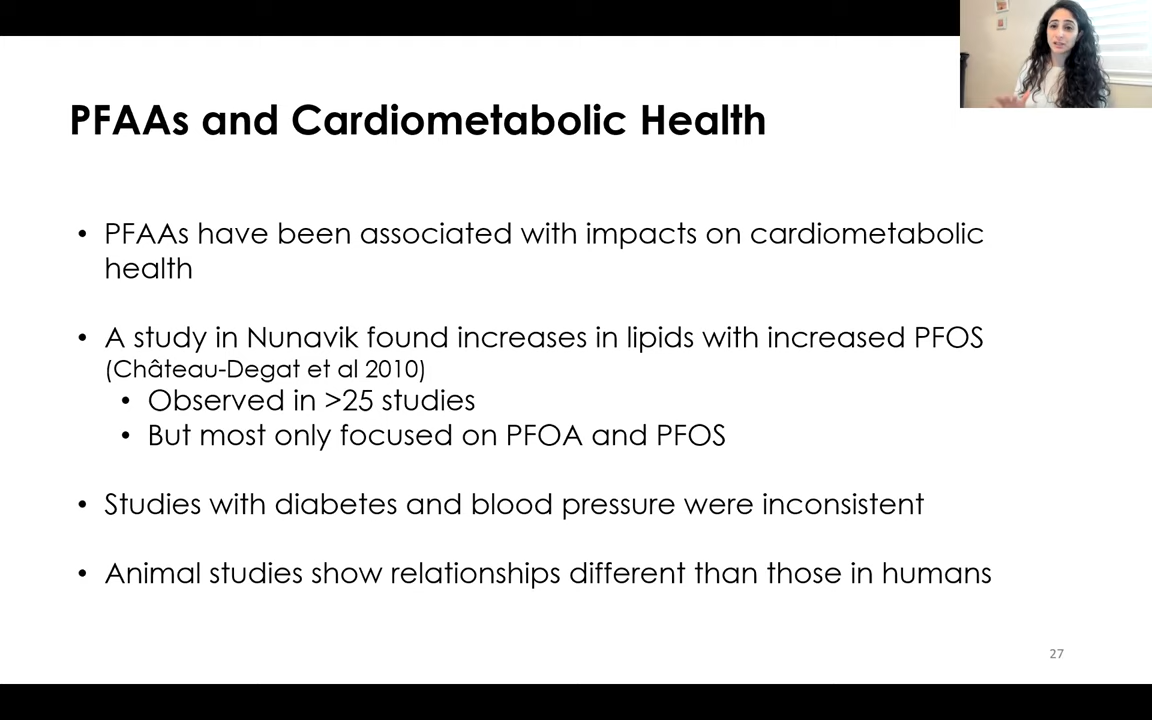 PFAAs and Cardiometabolic Health
• PFAAs have been associated with impacts on cardiometabolic
health
• A study in Nunavik found increases in lipids with increased PFOS
(Château-Degat et al 2010)
• Observed in >25 studies
• But most only focused on PFOA and PFOS
• Studies with diabetes and blood pressure were inconsistent
• Animal studies show relationships different than those in humans
27